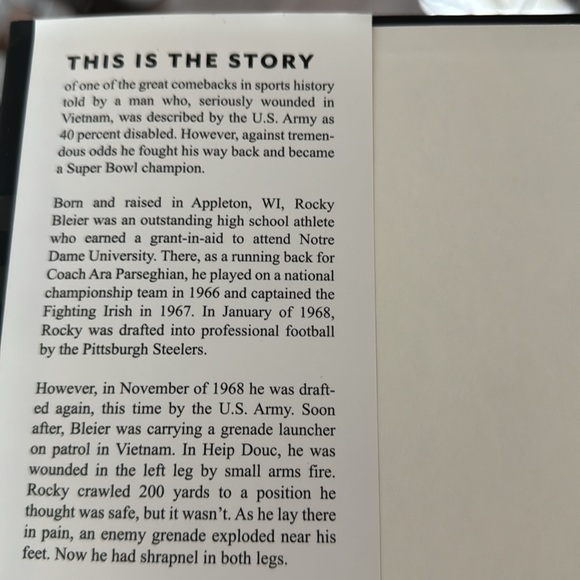 THIS IS THE STORY
of one of the great comebacks in sports history
told by a man who, seriously wounded in
Vietnam, was described by the U.S. Army as
40 percent disabled. However, against tremen-
dous odds he fought his way back and became
a Super Bowl champion.
Born and raised in Appleton, WI, Rocky
Bleier was an outstanding high school athlete
who earned a grant-in-aid to attend Notre
Dame University. There, as a running back for
Coach Ara Parseghian, he played on a national
championship team in 1966 and captained the
Fighting Irish in 1967. In January of 1968,
Rocky was drafted into professional football
by the Pittsburgh Steelers.
However, in November of 1968 he was draft-
ed again, this time by the U.S. Army. Soon
after, Bleier was carrying a grenade launcher
on patrol in Vietnam. In Heip Douc, he was
wounded in the left leg by small arms fire.
Rocky crawled 200 yards to a position he
thought was safe, but it wasn't. As he lay there
in pain, an enemy grenade exploded near his
feet. Now he had shrapnel in both legs.